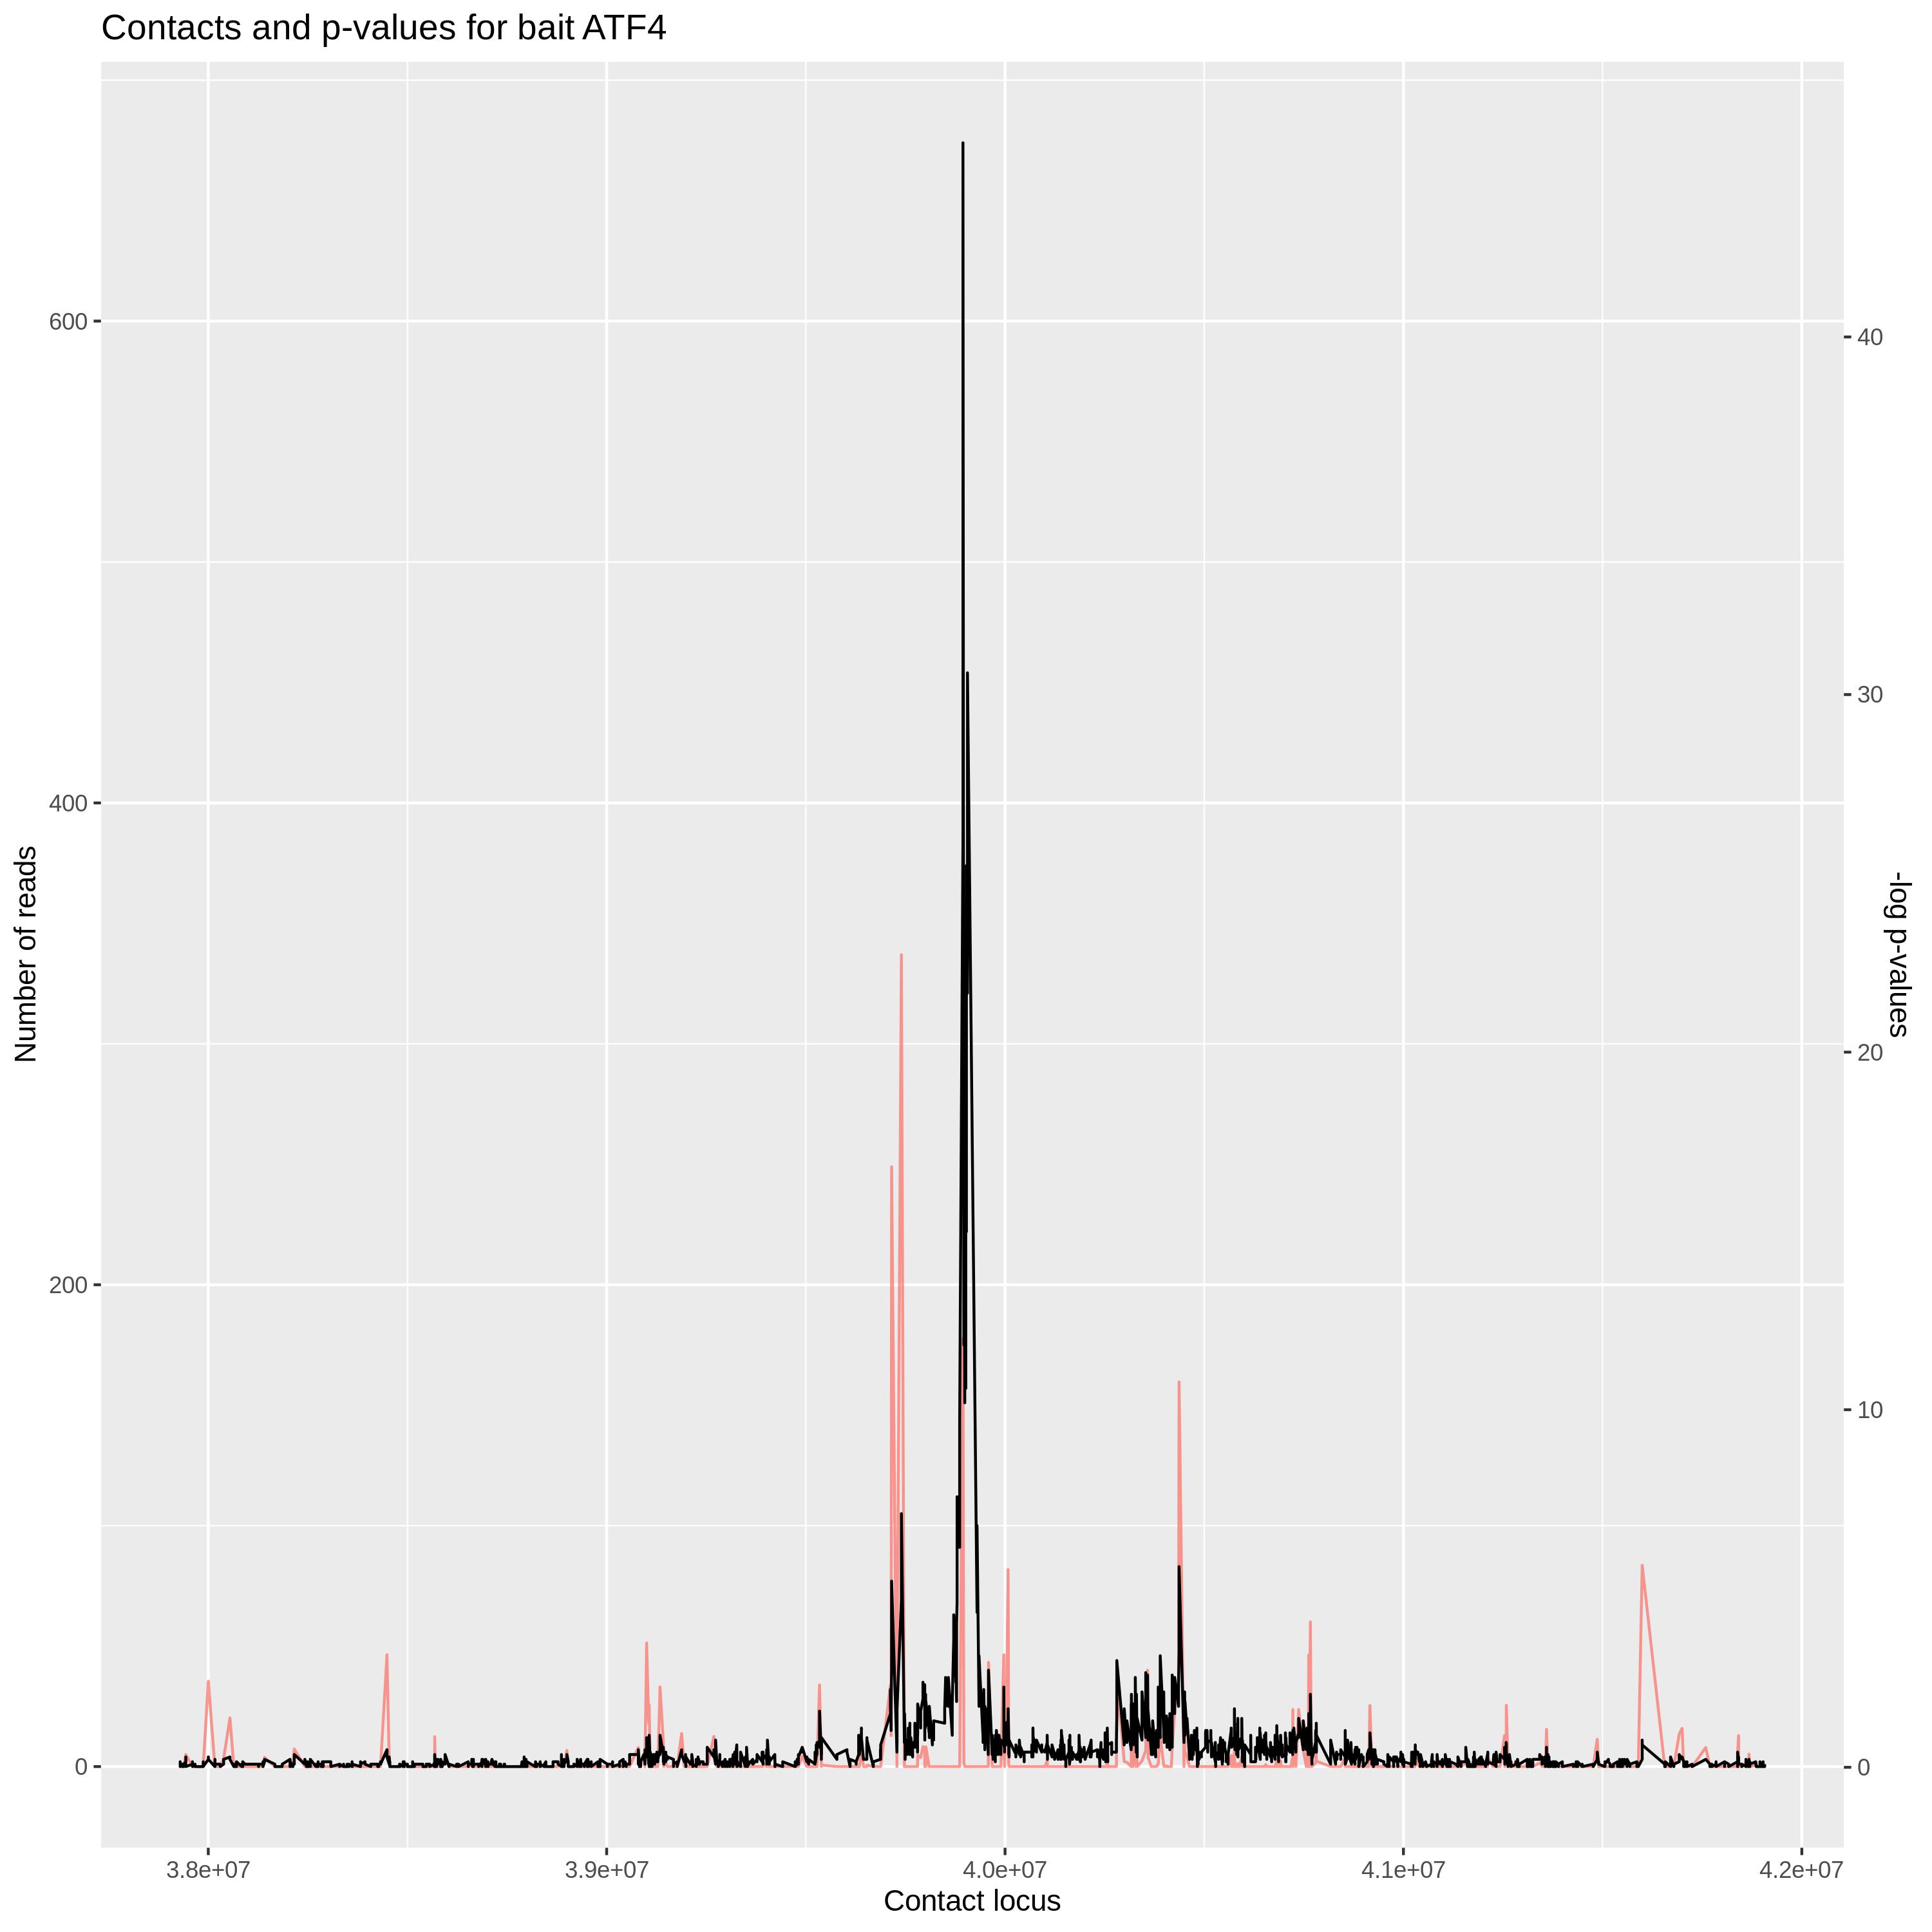 Contacts and p-values for bait ATF4
600
400
200
0
Number of reads
40
30
20
10
0
-log p-values
3.8e+07
3.9e+07
4.0e+07
4.1e+07
4.2e+07
Contact locus